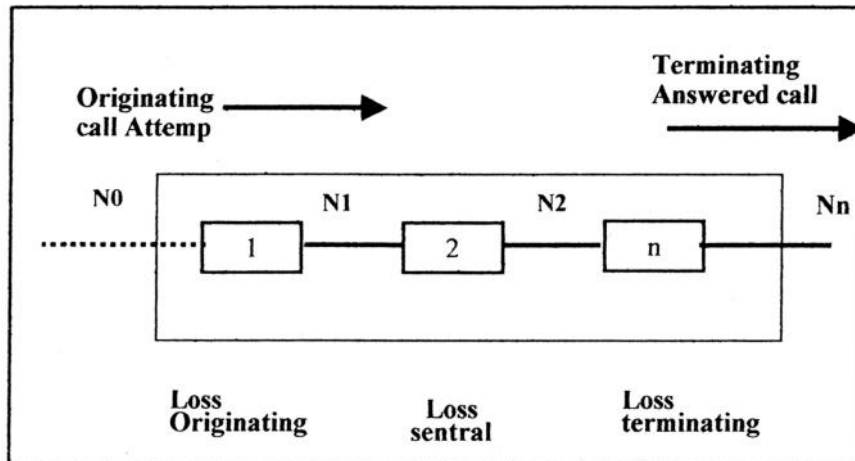 Terminating
Answered call
Originating
call Attemp
N0
N1
N2
Nn
1
2
n
Loss
Originating
Loss
sentral
Loss
terminating